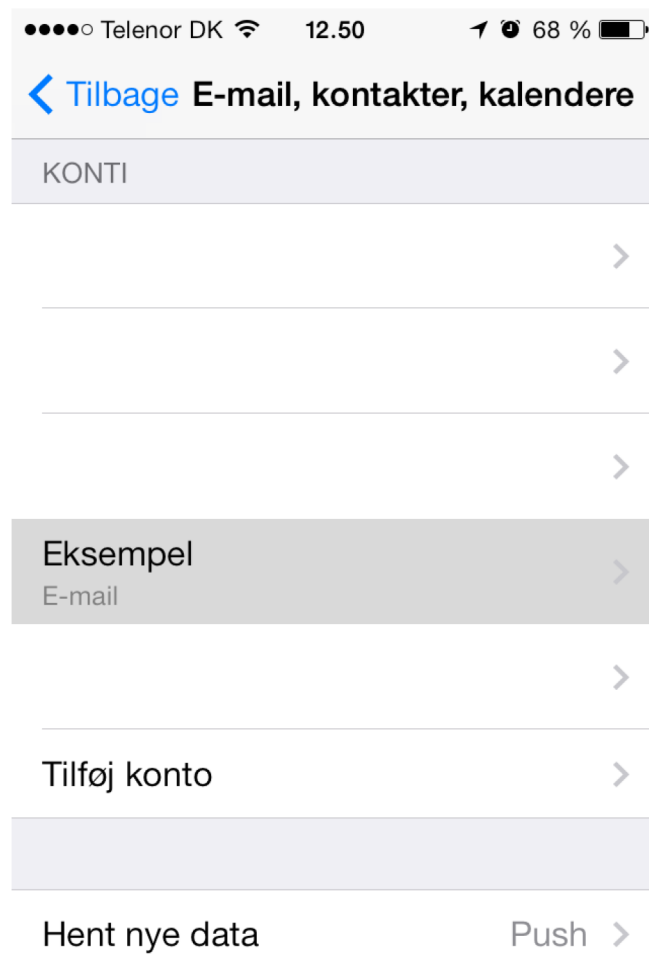 Telenor DK 12.50 68 %
Tilbage E-mail, kontakter, kalendere
KONTI
Eksempel
E-mail
Tilføj konto
Hent nye data Push